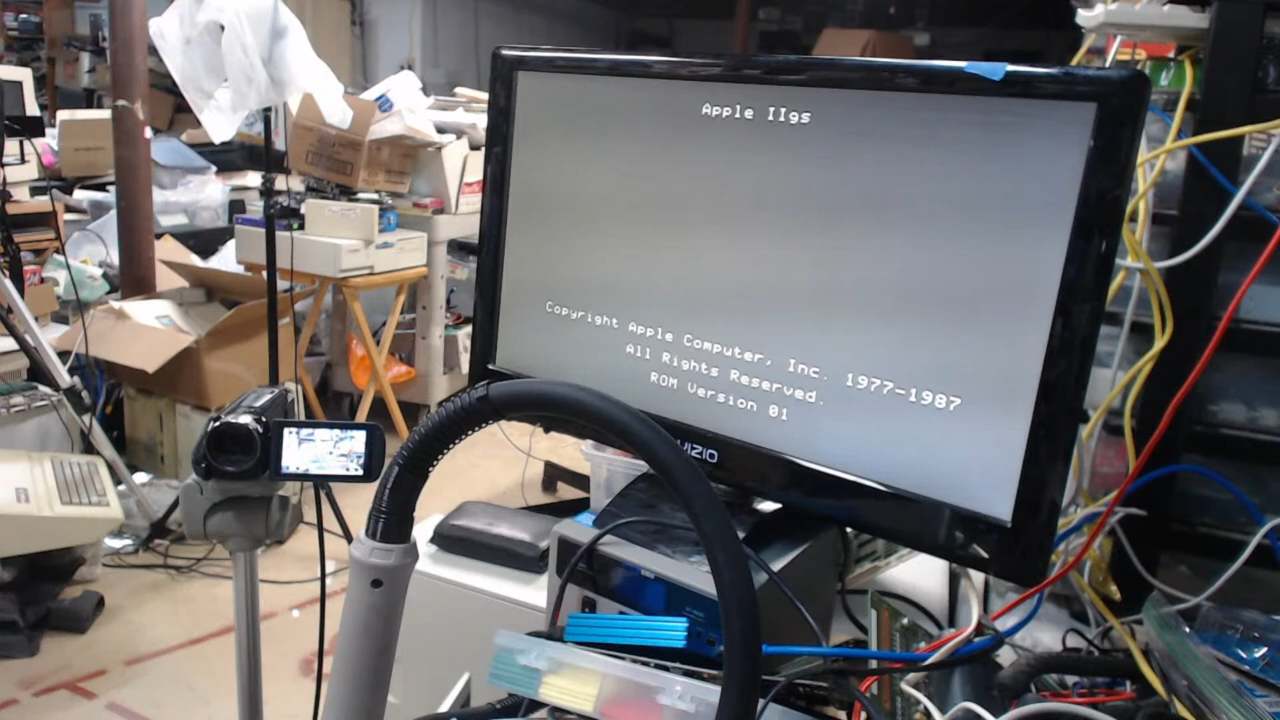 Apple IIgs
Copyright Apple Computer, Inc. 1977-1987
All Rights Reserved.
ROM Version 01
VIZIO